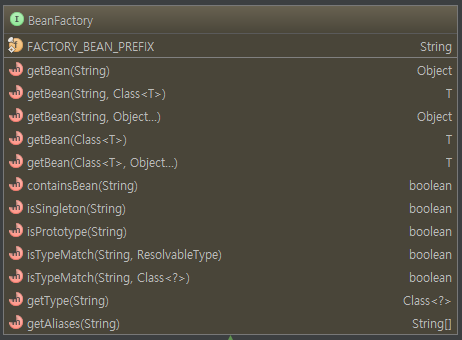 I BeanFactory
f FACTORY_BEAN_PREFIX String
m getBean(String) Object
m getBean(String, Class<T>) T
m getBean(String, Object...) Object
m getBean(Class<T>) T
m getBean(Class<T>, Object...) T
m containsBean(String) boolean
m isSingleton(String) boolean
m isPrototype(String) boolean
m isTypeMatch(String, ResolvableType) boolean
m isTypeMatch(String, Class<?>) boolean
m getType(String) Class<?>
m getAliases(String) String[]